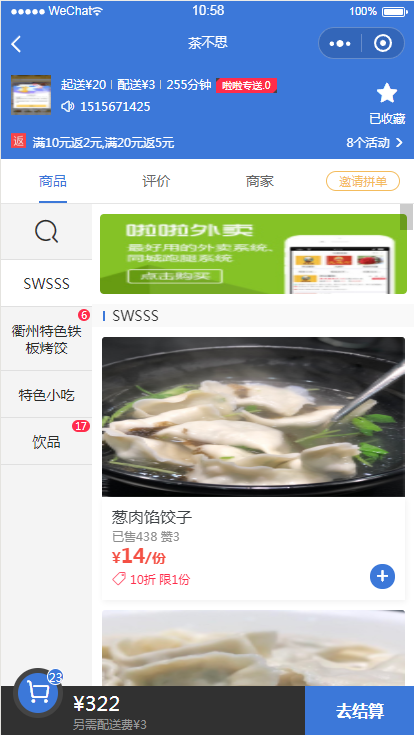 WeChat
10:58
100%
茶不思
起送¥20 | 配送¥3 | 255分钟 啦啦专送.0
1515671425
已收藏
返 满10元返2元,满20元返5元
8个活动
商品
评价
商家
邀请拼单
啦啦外卖
最好用的外卖系统,
同城跑腿系统
点击购买
SWSSS
衢州特色铁
板烤饺
6
特色小吃
饮品
17
SWSSS
葱肉馅饺子
已售438 赞3
¥14/份
10折 限1份
23
¥322
另需配送费¥3
去结算